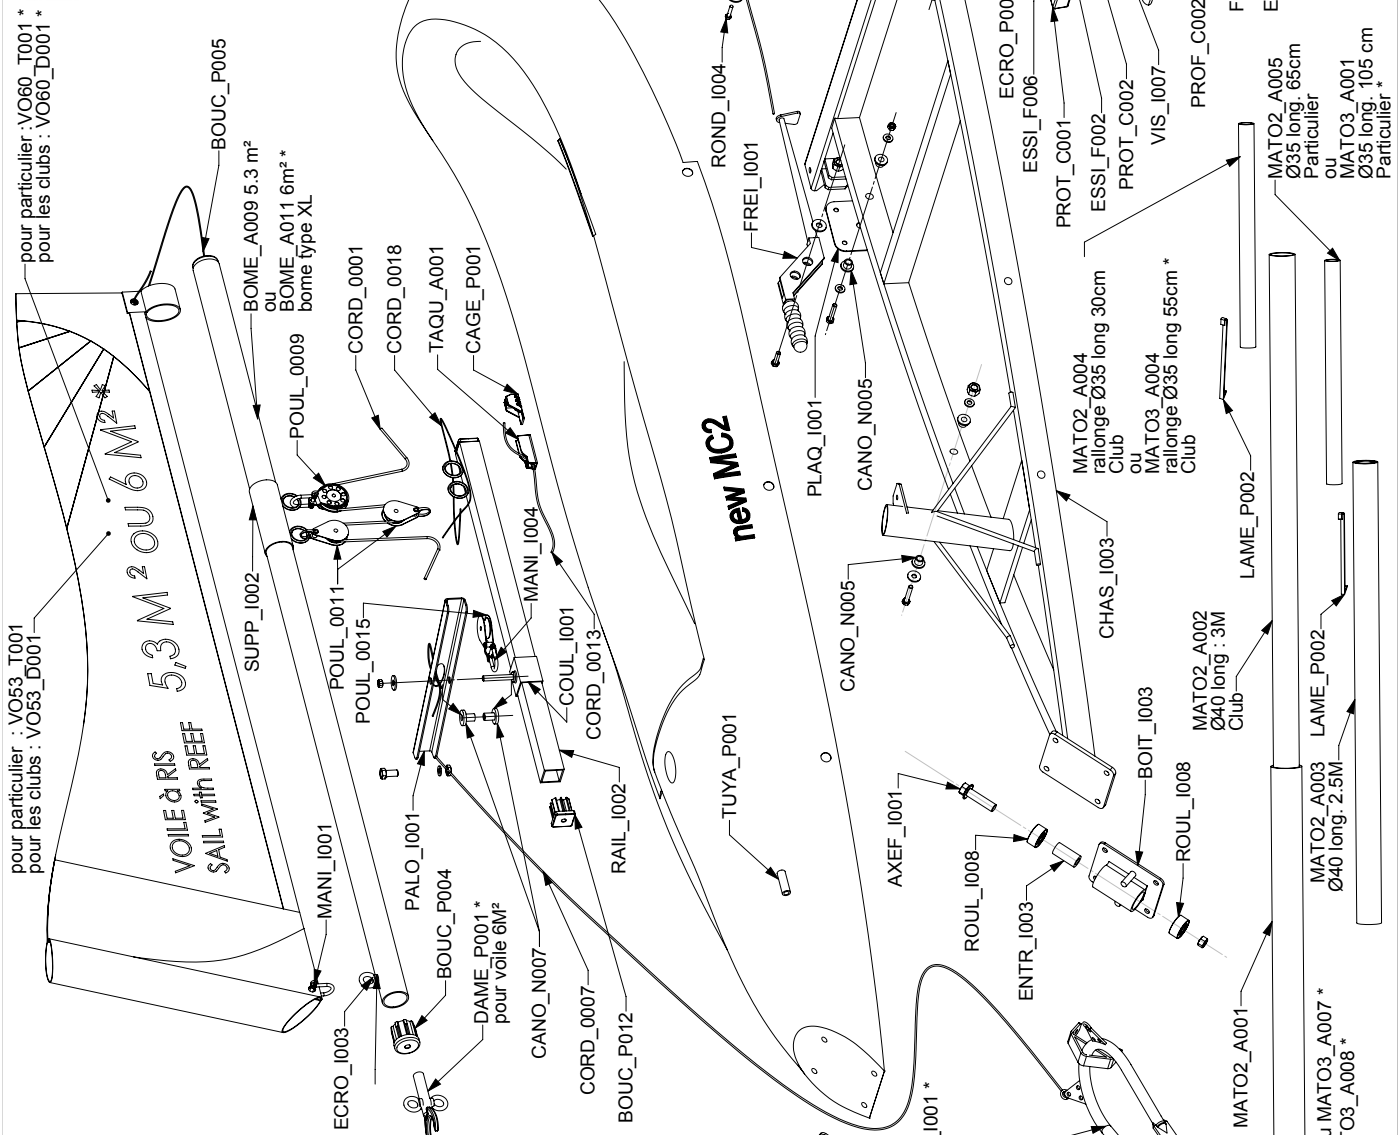 pour particulier :VO60_T001 *
pour les clubs : VO60_D001 *
pour particulier : VO53_T001
pour les clubs : VO53_D001
VOILE à RIS 5,3 M² OU 6 M² *
SAIL with REEF
BOUC_P005
BOME_A009 5.3 m²
ou
BOME_A011 6m² *
bome type XL
POUL_0009
CORD_0001
CORD_0018
TAQU_A001
CAGE_P001
SUPP_I002
POUL_0011
POUL_0015
MANI_I004
COUL_I001
CORD_0013
MANI_I001
PALO_I001
RAIL_I002
ECRO_I003
BOUC_P004
DAME_P001 *
pour voile 6M²
CANO_N007
CORD_0007
BOUC_P012
new MC2
TUYA_P001
ROND_I004
FREI_I001
PLAQ_I001
CANO_N005
CANO_N005
CHAS_I003
AXEF_I001
ROUL_I008
ENTR_I003
BOIT_I003
ROUL_I008
ECRO_P00
ESSI_F006
PROT_C001
ESSI_F002
PROT_C002
VIS_I007
PROF_C002
MATO2_A004
rallonge Ø35 long 30cm
Club
ou
MATO3_A004
rallonge Ø35 long 55cm *
Club
MATO2_A005
Ø35 long. 65cm
Particulier
ou
MATO3_A001
Ø35 long. 105 cm
Particulier *
LAME_P002
MATO2_A002
Ø40 long : 3M
Club
LAME_P002
MATO2_A003
Ø40 long. 2.5M
MATO2_A001
u MATO3_A007 *
TO3_A008 *
_I001 *